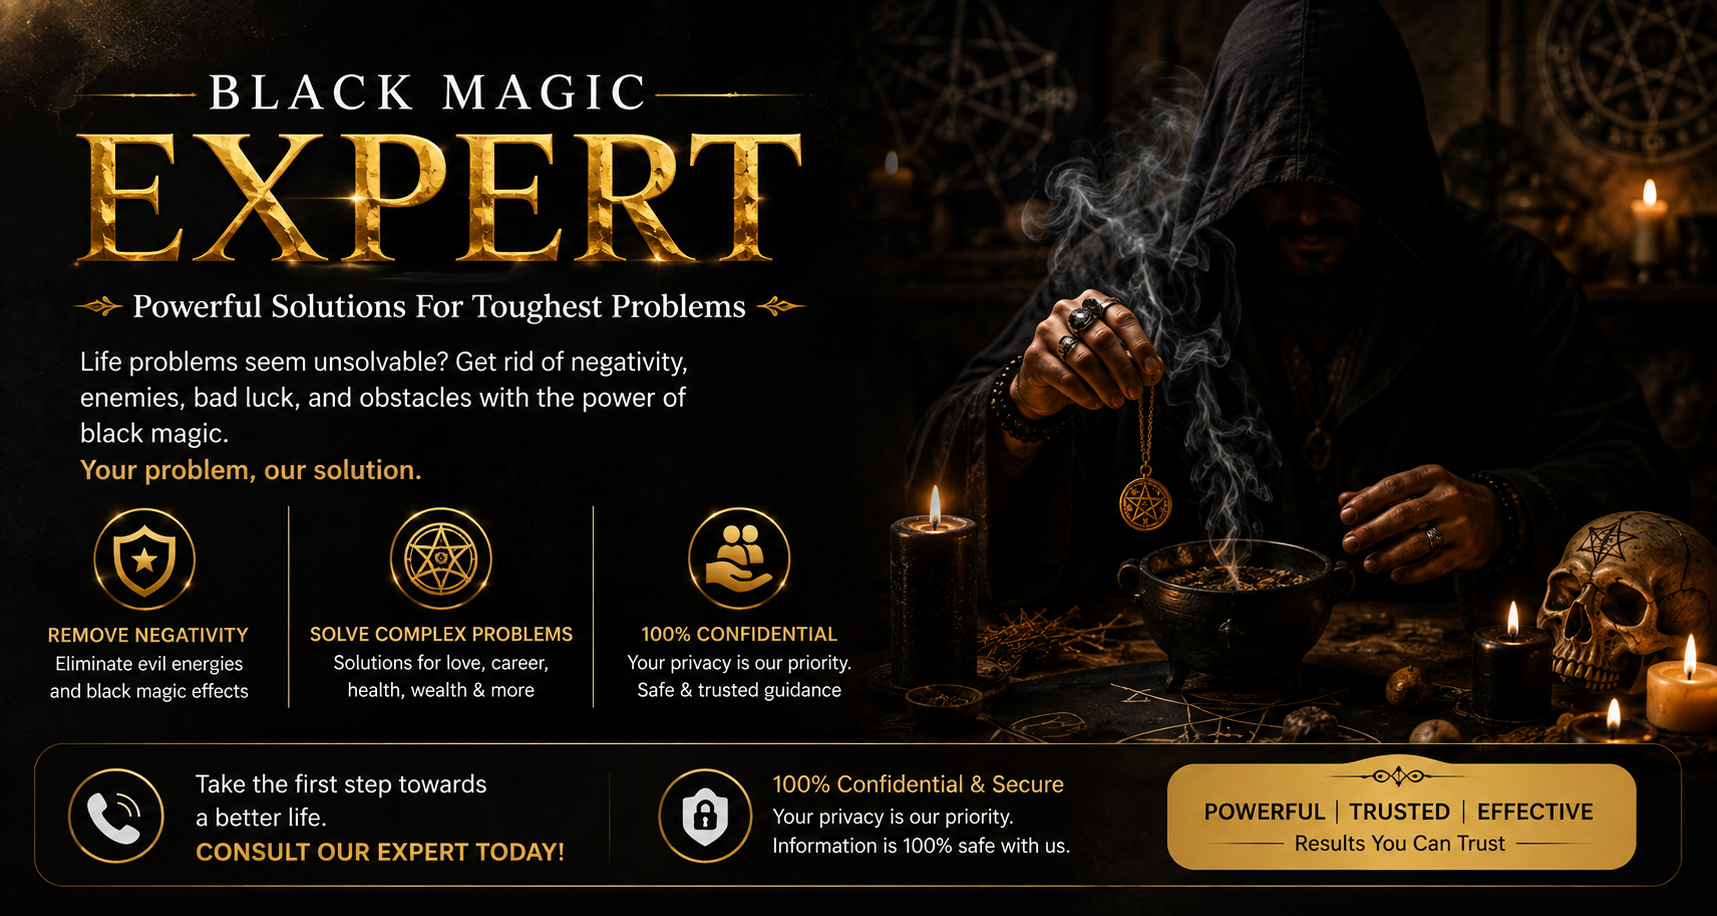 BLACK MAGIC
EXPERT
Powerful Solutions For Toughest Problems
Life problems seem unsolvable? Get rid of negativity,
enemies, bad luck, and obstacles with the power of
black magic.
Your problem, our solution.
REMOVE NEGATIVITY
Eliminate evil energies
and black magic effects
SOLVE COMPLEX PROBLEMS
Solutions for love, career,
health, wealth & more
100% CONFIDENTIAL
Your privacy is our priority.
Safe & trusted guidance
Take the first step towards
a better life.
CONSULT OUR EXPERT TODAY!
100% Confidential & Secure
Your privacy is our priority.
Information is 100% safe with us.
POWERFUL | TRUSTED | EFFECTIVE
Results You Can Trust